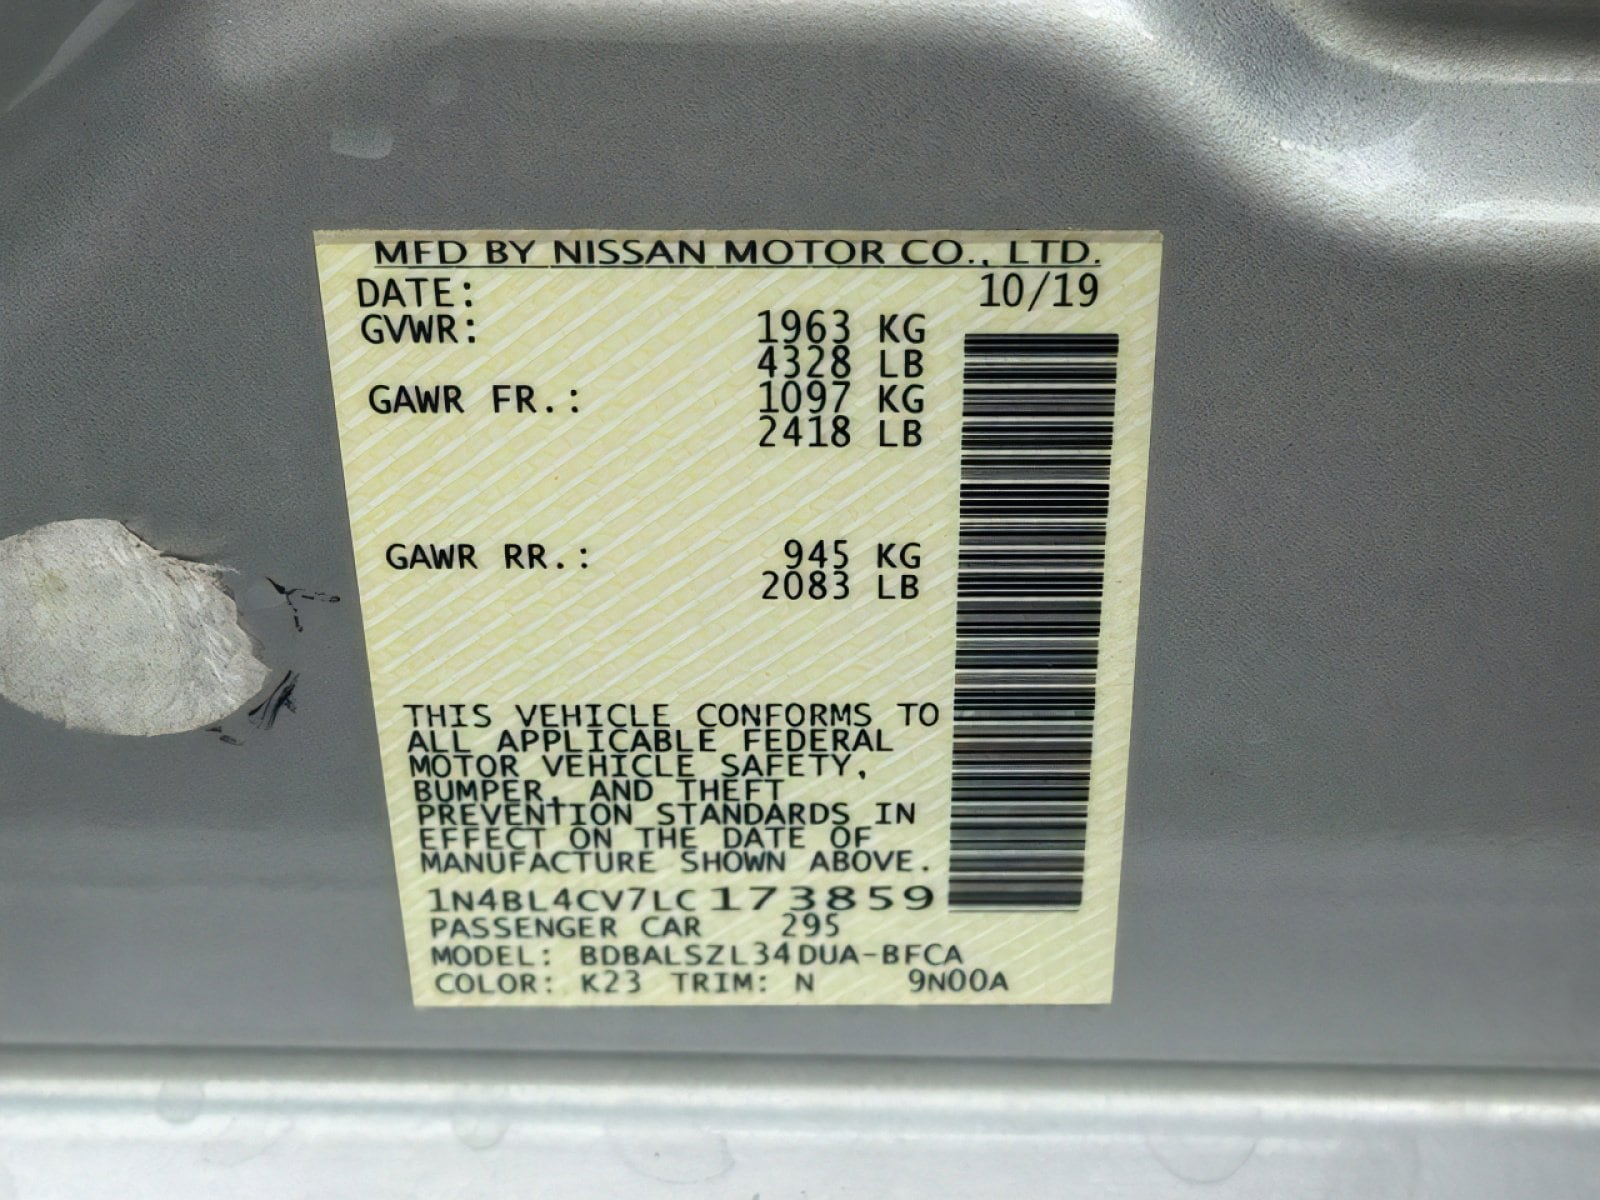 MFD BY NISSAN MOTOR CO., LTD.
DATE: 10/19
GVWR: 1963 KG
4328 LB
GAWR FR.: 1097 KG
2418 LB
GAWR RR.: 945 KG
2083 LB
THIS VEHICLE CONFORMS TO
ALL APPLICABLE FEDERAL
MOTOR VEHICLE SAFETY,
BUMPER, AND THEFT
PREVENTION STANDARDS IN
EFFECT ON THE DATE OF
MANUFACTURE SHOWN ABOVE.
1N4BL4CV7LC173859
PASSENGER CAR 295
MODEL: BDBALSZL34DUA-BFCA
COLOR: K23 TRIM: N 9N00A